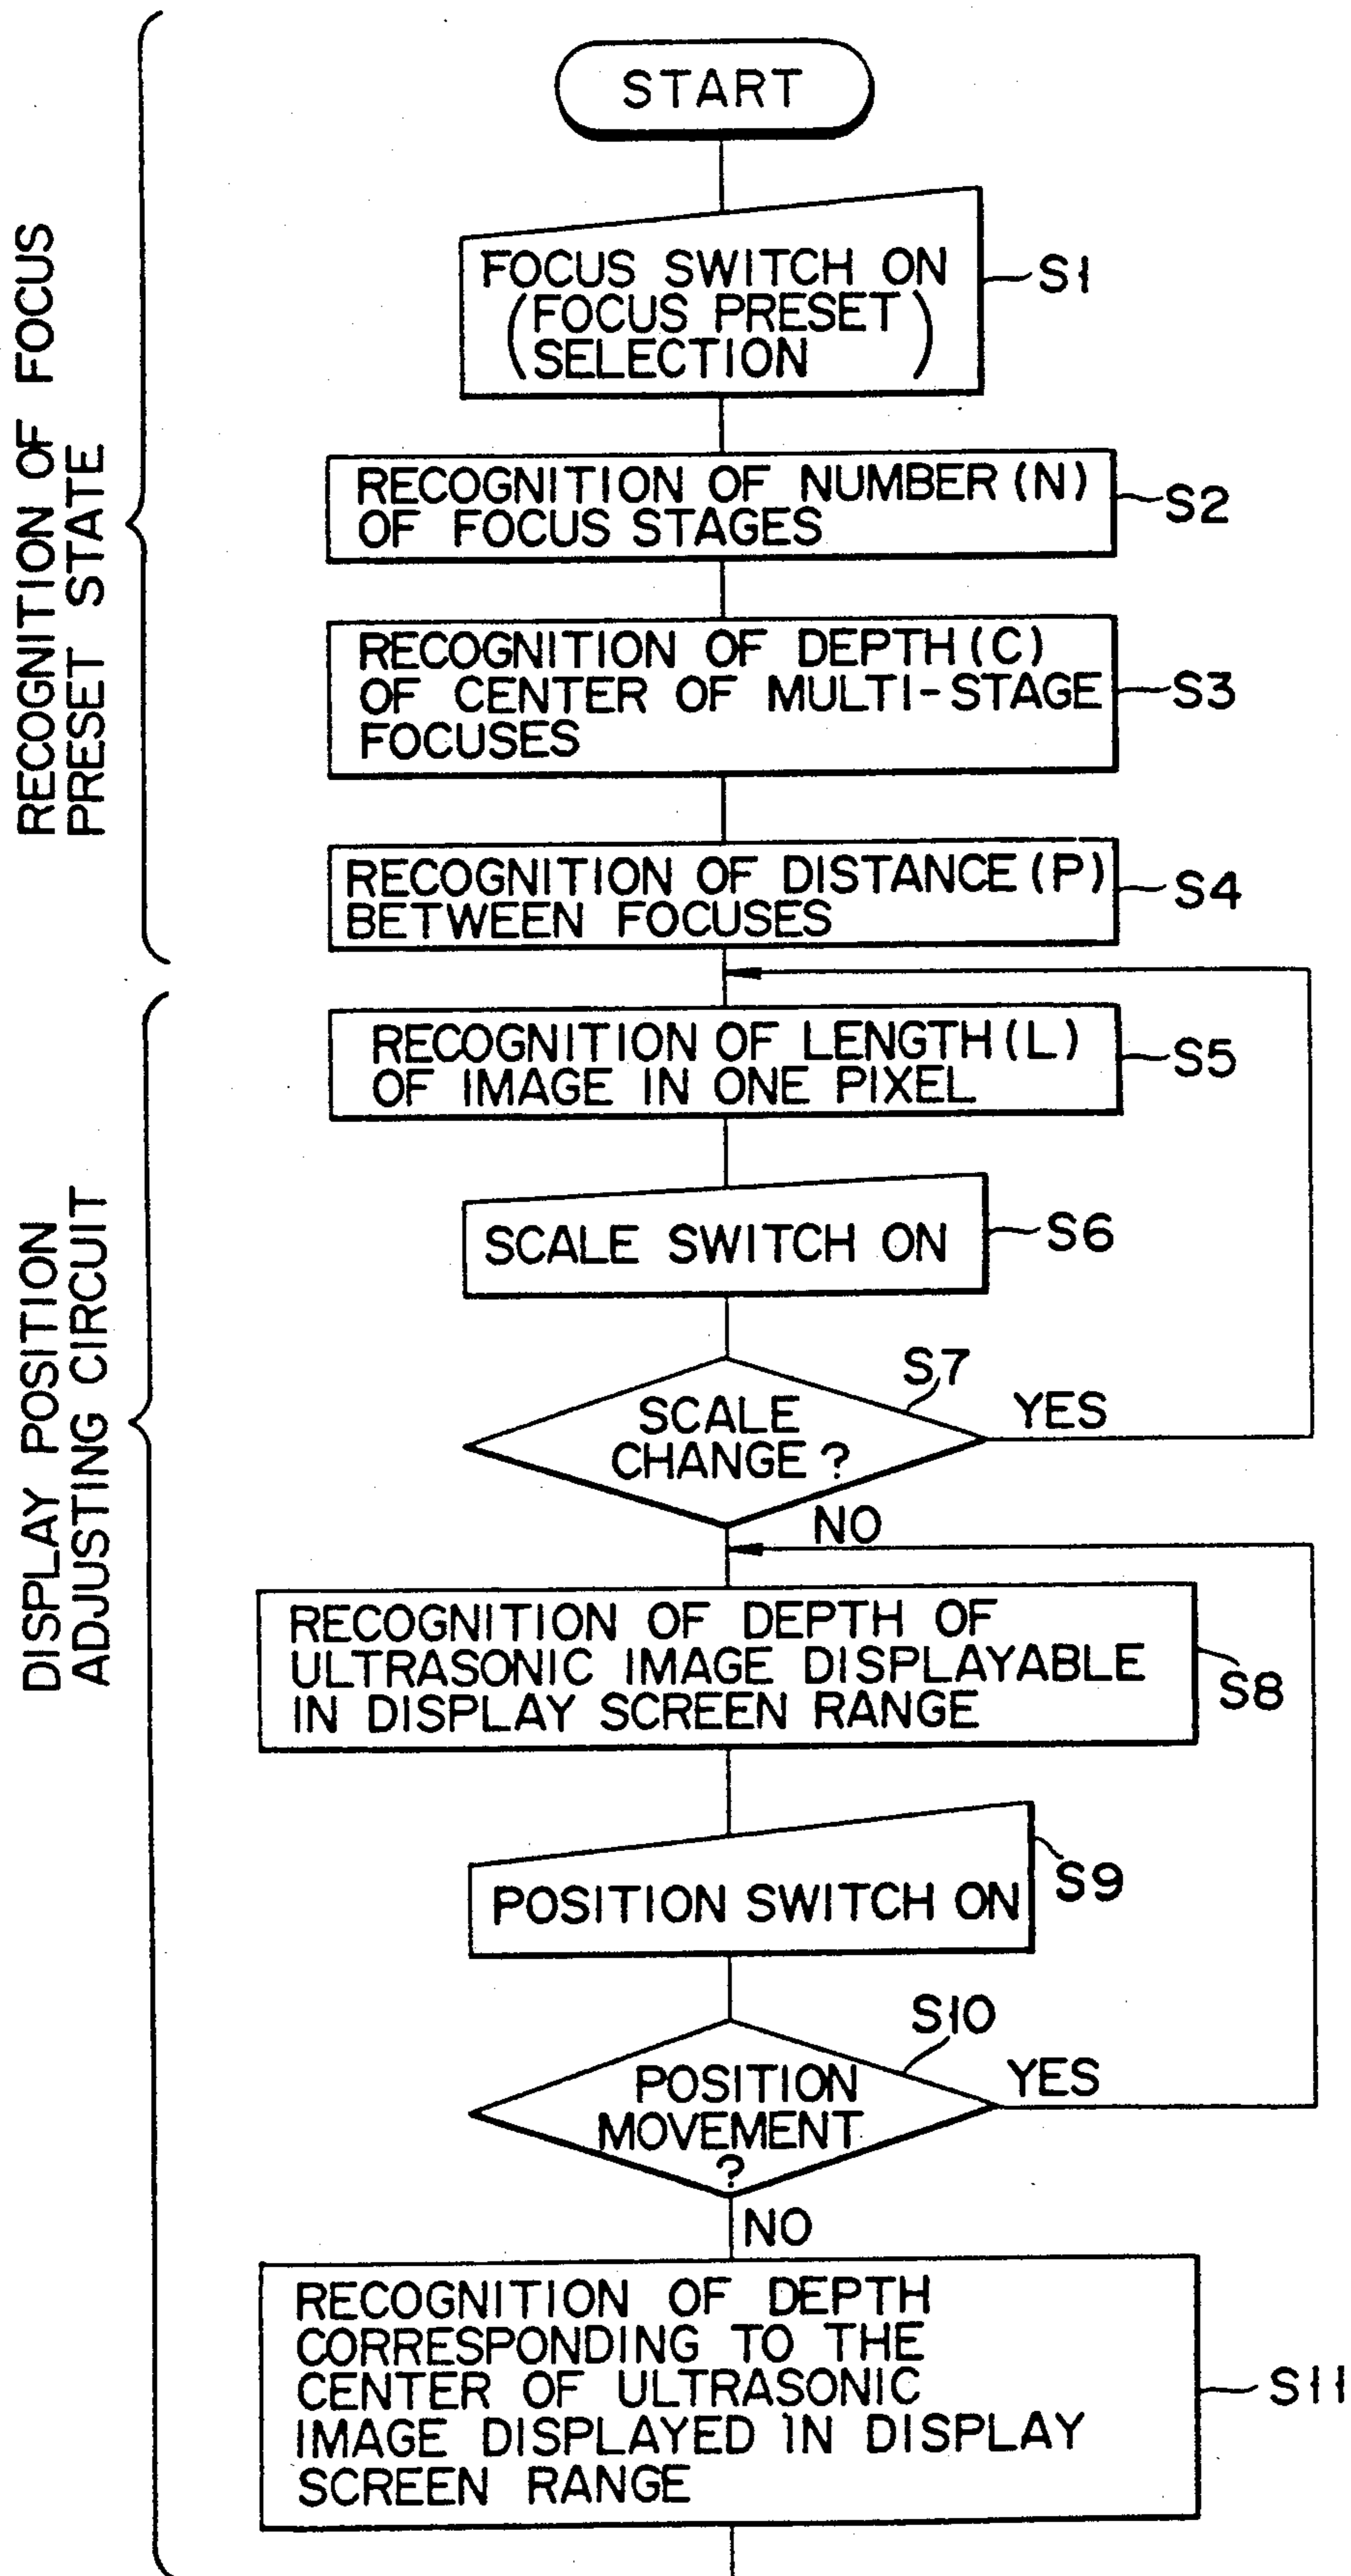 RECOGNITION OF FOCUS
PRESET STATE
START
FOCUS SWITCH ON
(FOCUS PRESET
SELECTION)
S1
RECOGNITION OF NUMBER (N)
OF FOCUS STAGES
S2
RECOGNITION OF DEPTH (C)
OF CENTER OF MULTI-STAGE
FOCUSES
S3
RECOGNITION OF DISTANCE (P)
BETWEEN FOCUSES
S4
DISPLAY POSITION
ADJUSTING CIRCUIT
RECOGNITION OF LENGTH (L)
OF IMAGE IN ONE PIXEL
S5
SCALE SWITCH ON
S6
S7
SCALE
CHANGE ?
YES
NO
RECOGNITION OF DEPTH OF
ULTRASONIC IMAGE DISPLAYABLE
IN DISPLAY SCREEN RANGE
S8
POSITION SWITCH ON
S9
S10
POSITION
MOVEMENT
?
YES
NO
RECOGNITION OF DEPTH
CORRESPONDING TO THE
CENTER OF ULTRASONIC
IMAGE DISPLAYED IN DISPLAY
SCREEN RANGE
S11